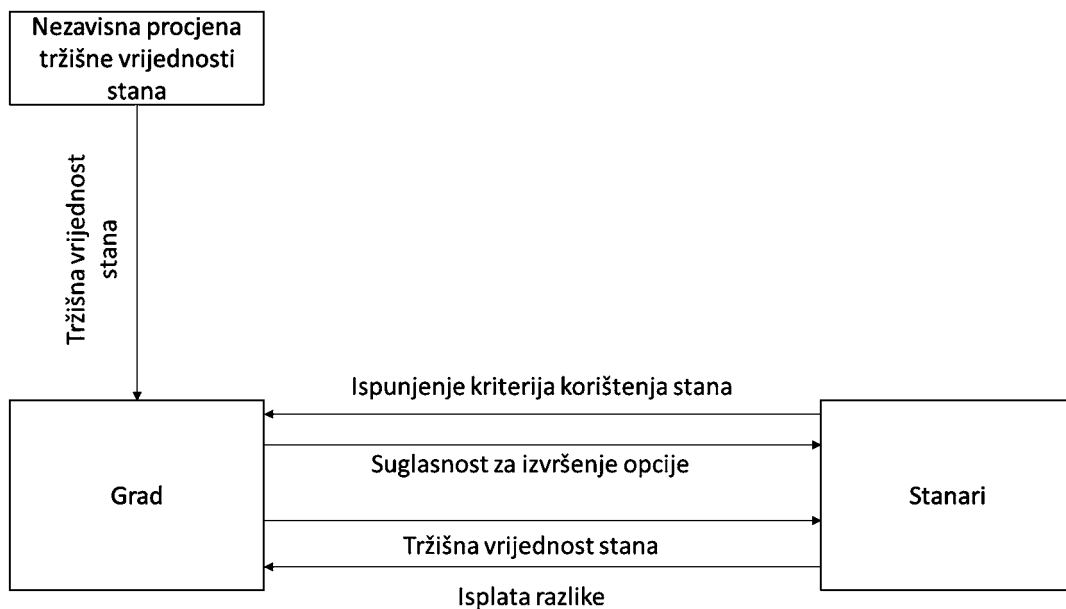 Nezavisna procjena
tržišne vrijednosti
stana
Tržišna vrijednost
stana
Ispunjenje kriterija korištenja stana
Suglasnost za izvršenje opcije
Grad
Stanari
Tržišna vrijednost stana
Isplata razlike